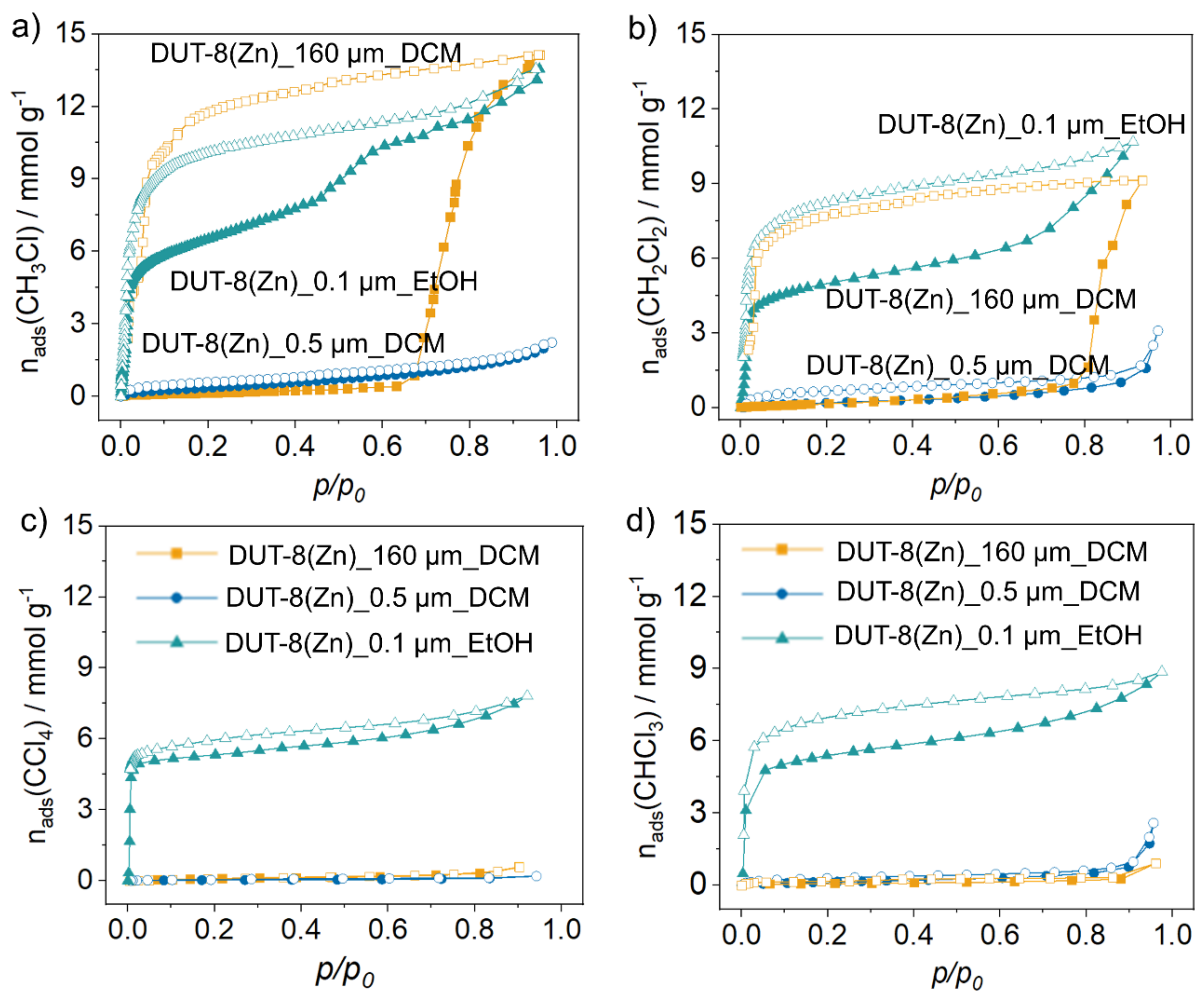 a)
15
12
9
6
3
0
n_ads(CH₃Cl) / mmol g⁻¹
DUT-8(Zn)_160 µm_DCM
DUT-8(Zn)_0.1 µm_EtOH
DUT-8(Zn)_0.5 µm_DCM
0.0 0.2 0.4 0.6 0.8 1.0
p/p₀
b)
15
12
9
6
3
0
n_ads(CH₂Cl₂) / mmol g⁻¹
DUT-8(Zn)_0.1 µm_EtOH
DUT-8(Zn)_160 µm_DCM
DUT-8(Zn)_0.5 µm_DCM
0.0 0.2 0.4 0.6 0.8 1.0
p/p₀
c)
15
12
9
6
3
0
n_ads(CCl₄) / mmol g⁻¹
DUT-8(Zn)_160 µm_DCM
DUT-8(Zn)_0.5 µm_DCM
DUT-8(Zn)_0.1 µm_EtOH
0.0 0.2 0.4 0.6 0.8 1.0
p/p₀
d)
15
12
9
6
3
0
n_ads(CHCl₃) / mmol g⁻¹
DUT-8(Zn)_160 µm_DCM
DUT-8(Zn)_0.5 µm_DCM
DUT-8(Zn)_0.1 µm_EtOH
0.0 0.2 0.4 0.6 0.8 1.0
p/p₀